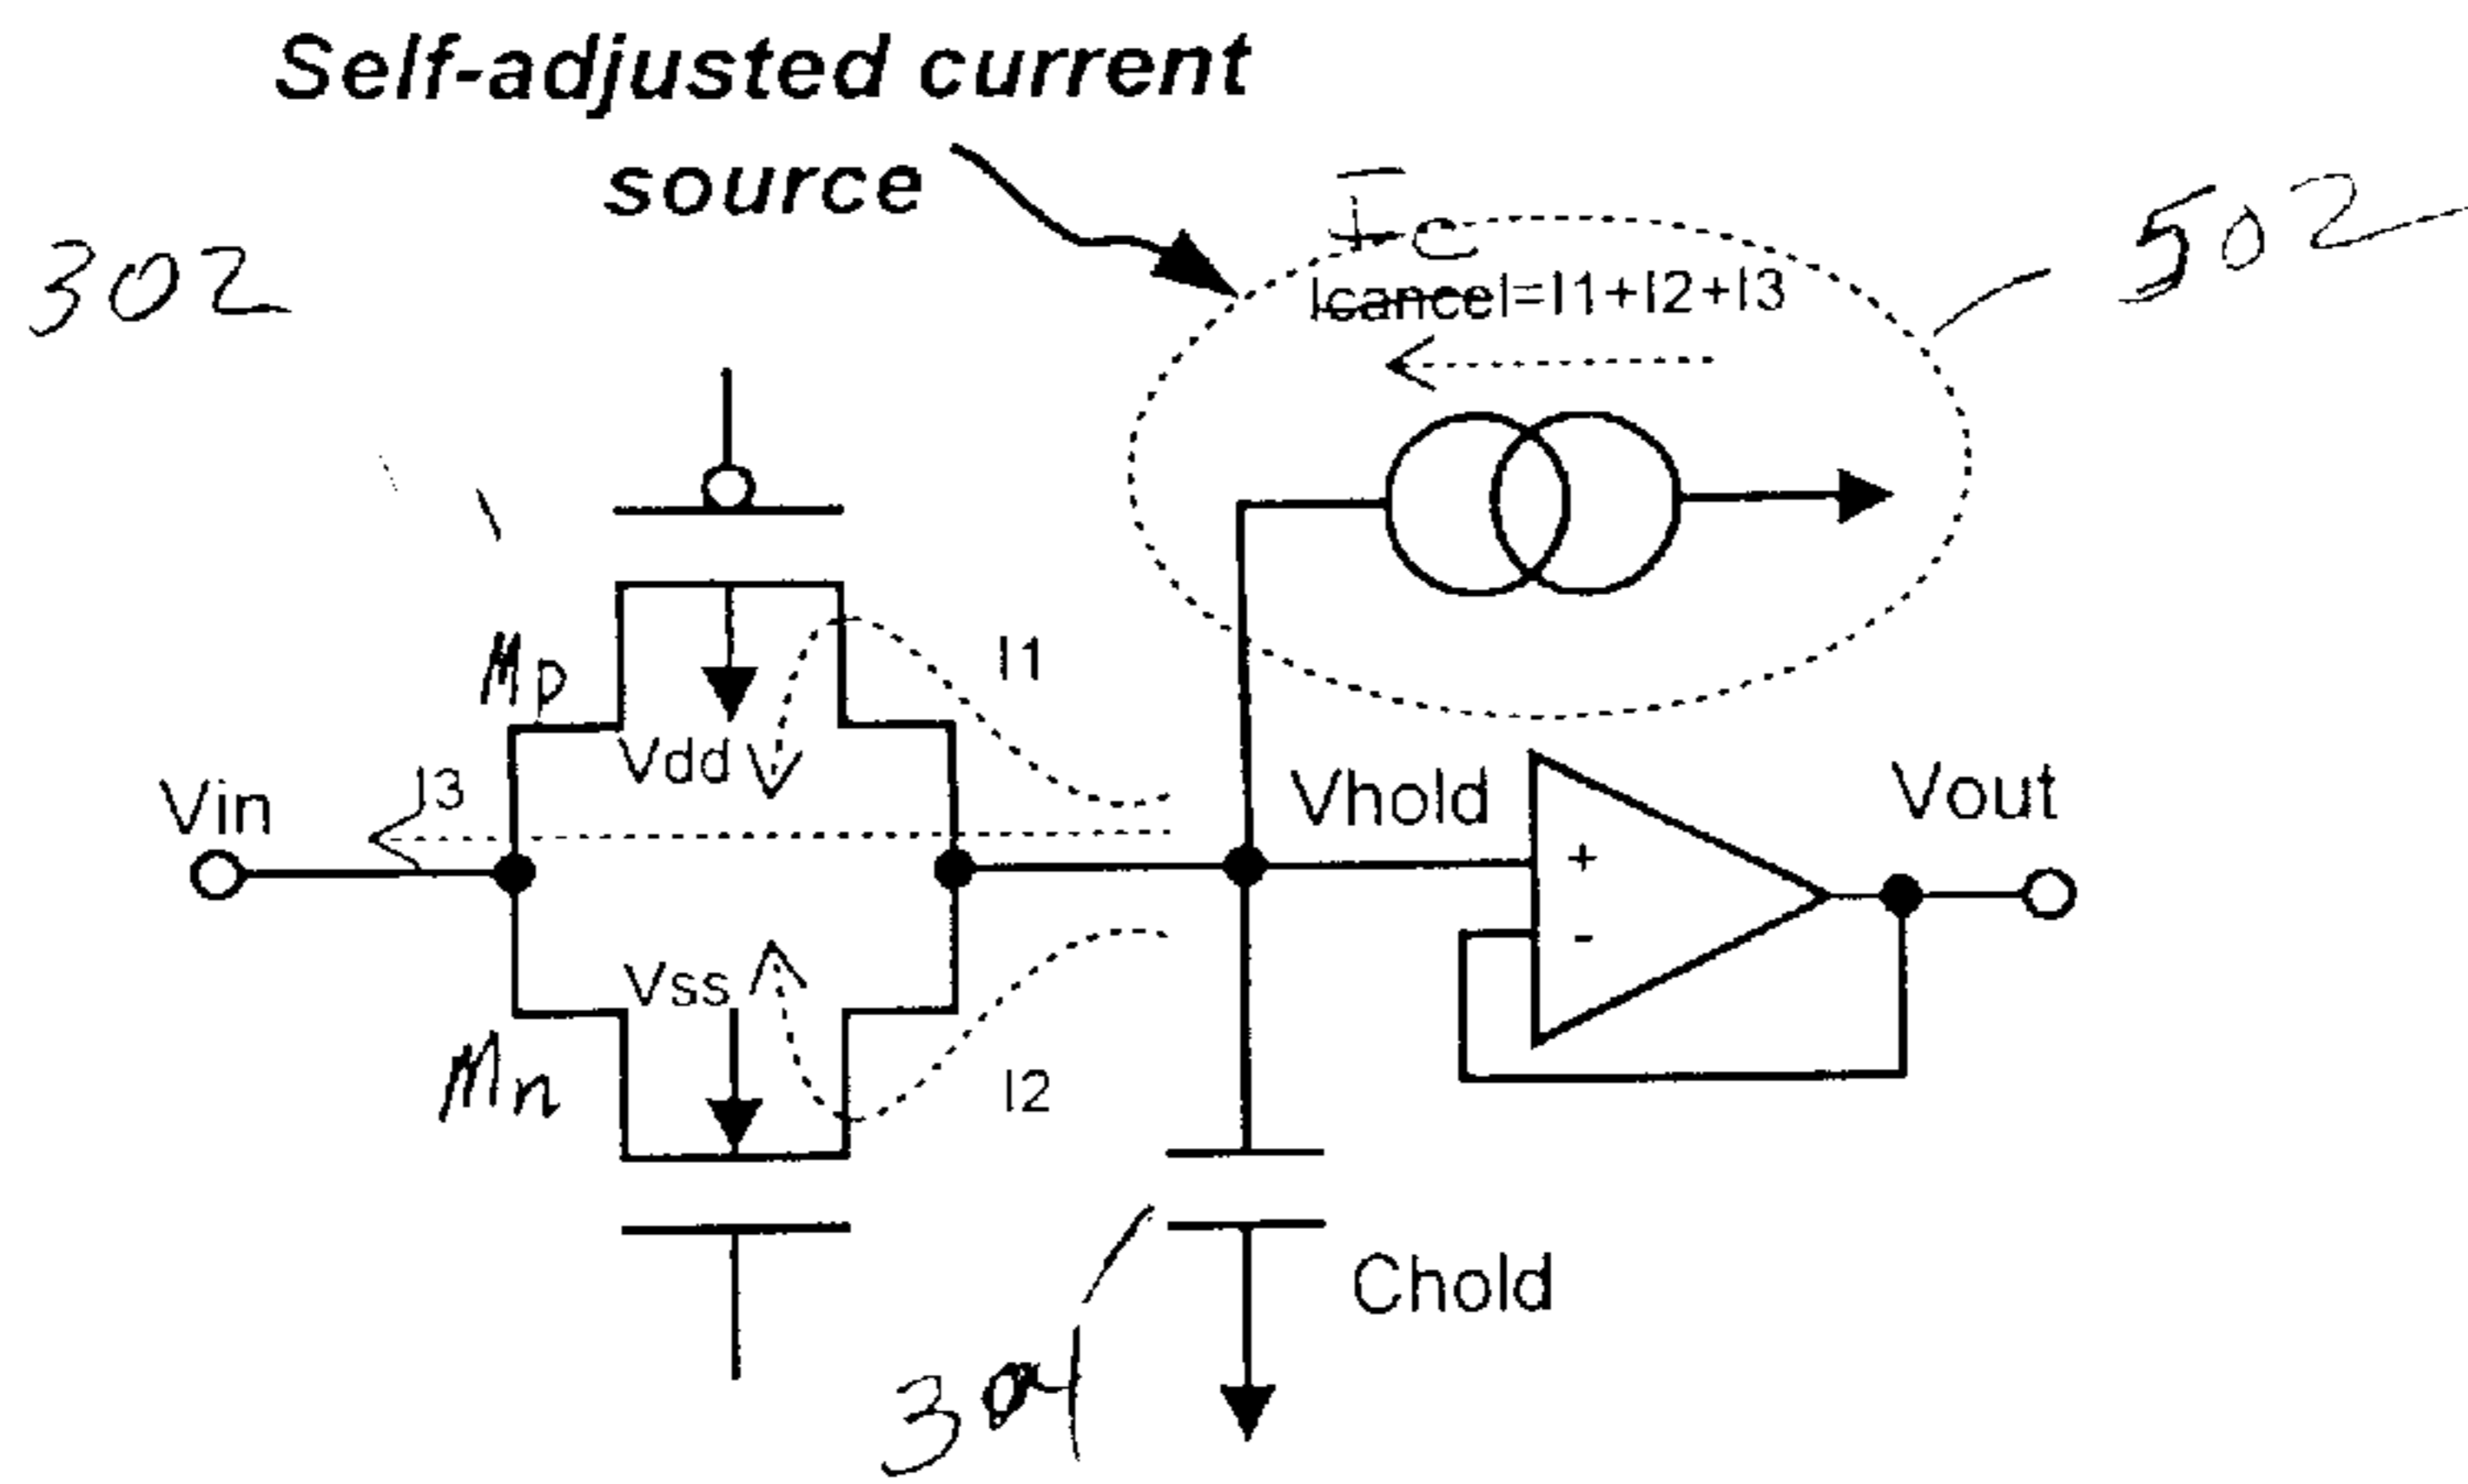 Self-adjusted current
source
302
Ic
502
Icancel=I1+I2+I3
Mp
I1
Vdd
Vin
I3
Vhold
Vout
+
-
Vss
Mn
I2
Chold
304